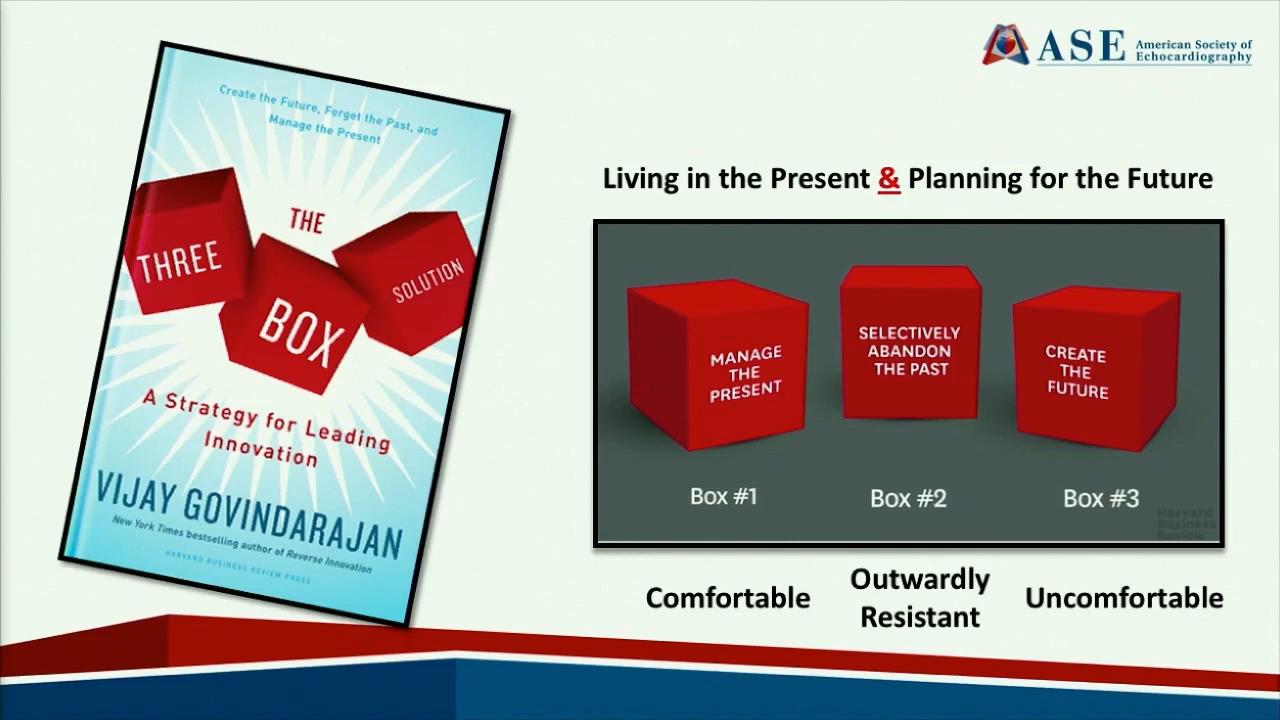 ASE American Society of
Echocardiography
Create the Future, Forget the Past, and
Manage the Present
THE
THREE
BOX
SOLUTION
A Strategy for Leading
Innovation
VIJAY GOVINDARAJAN
New York Times bestselling author of Reverse Innovation
HARVARD BUSINESS REVIEW PRESS
Living in the Present & Planning for the Future
MANAGE
THE
PRESENT
SELECTIVELY
ABANDON
THE PAST
CREATE
THE
FUTURE
Box #1
Box #2
Box #3
Harvard
Business
Review
Comfortable
Outwardly
Resistant
Uncomfortable